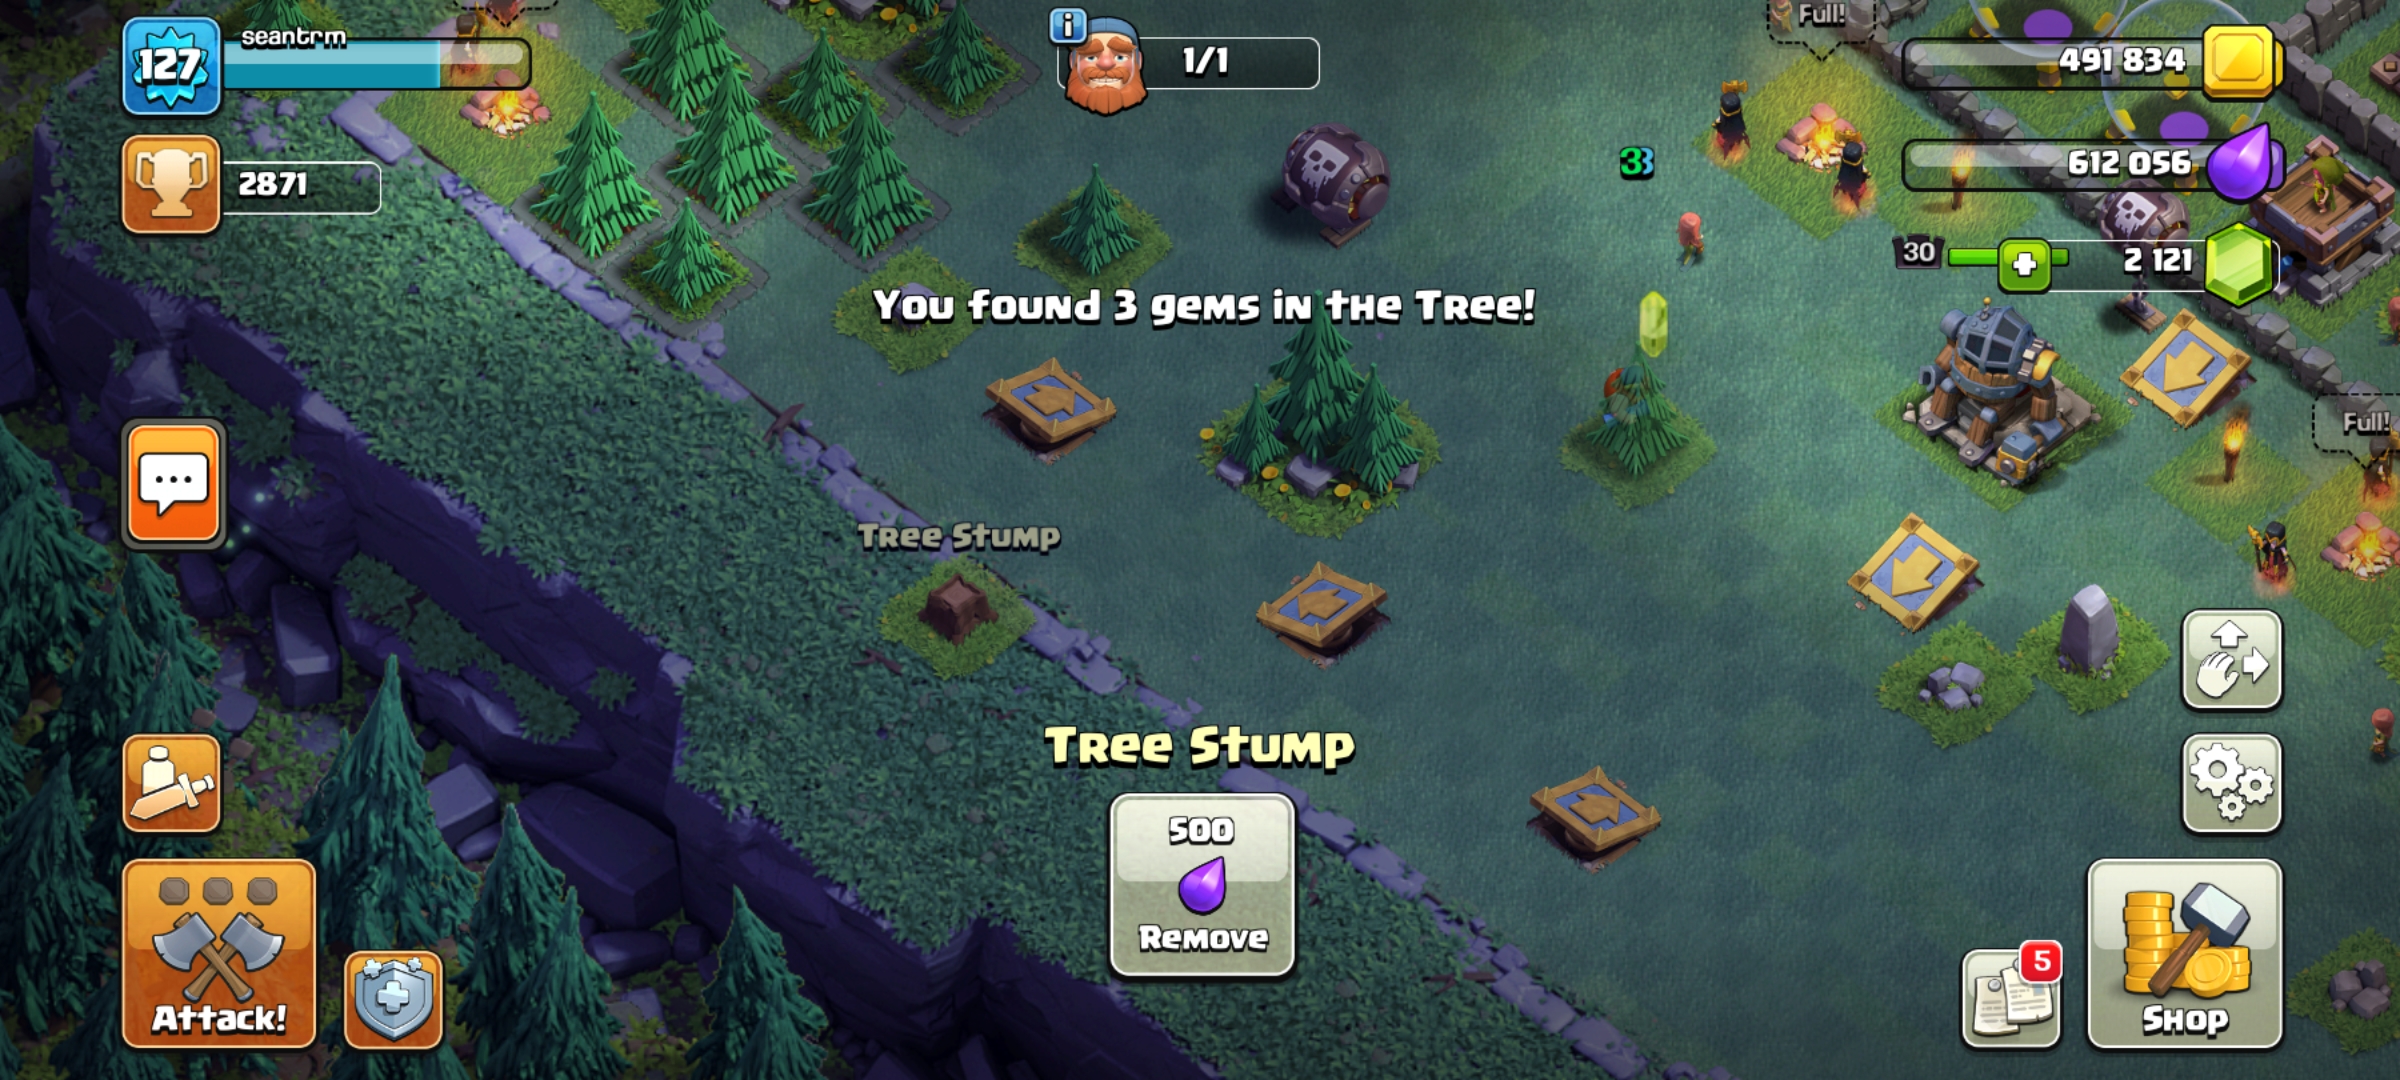 127
seantrm
1/1
Full!
491 834
2871
33
612 056
30
2 121
You found 3 gems in the Tree!
Full!
Tree Stump
Tree Stump
500
Remove
Attack!
5
Shop